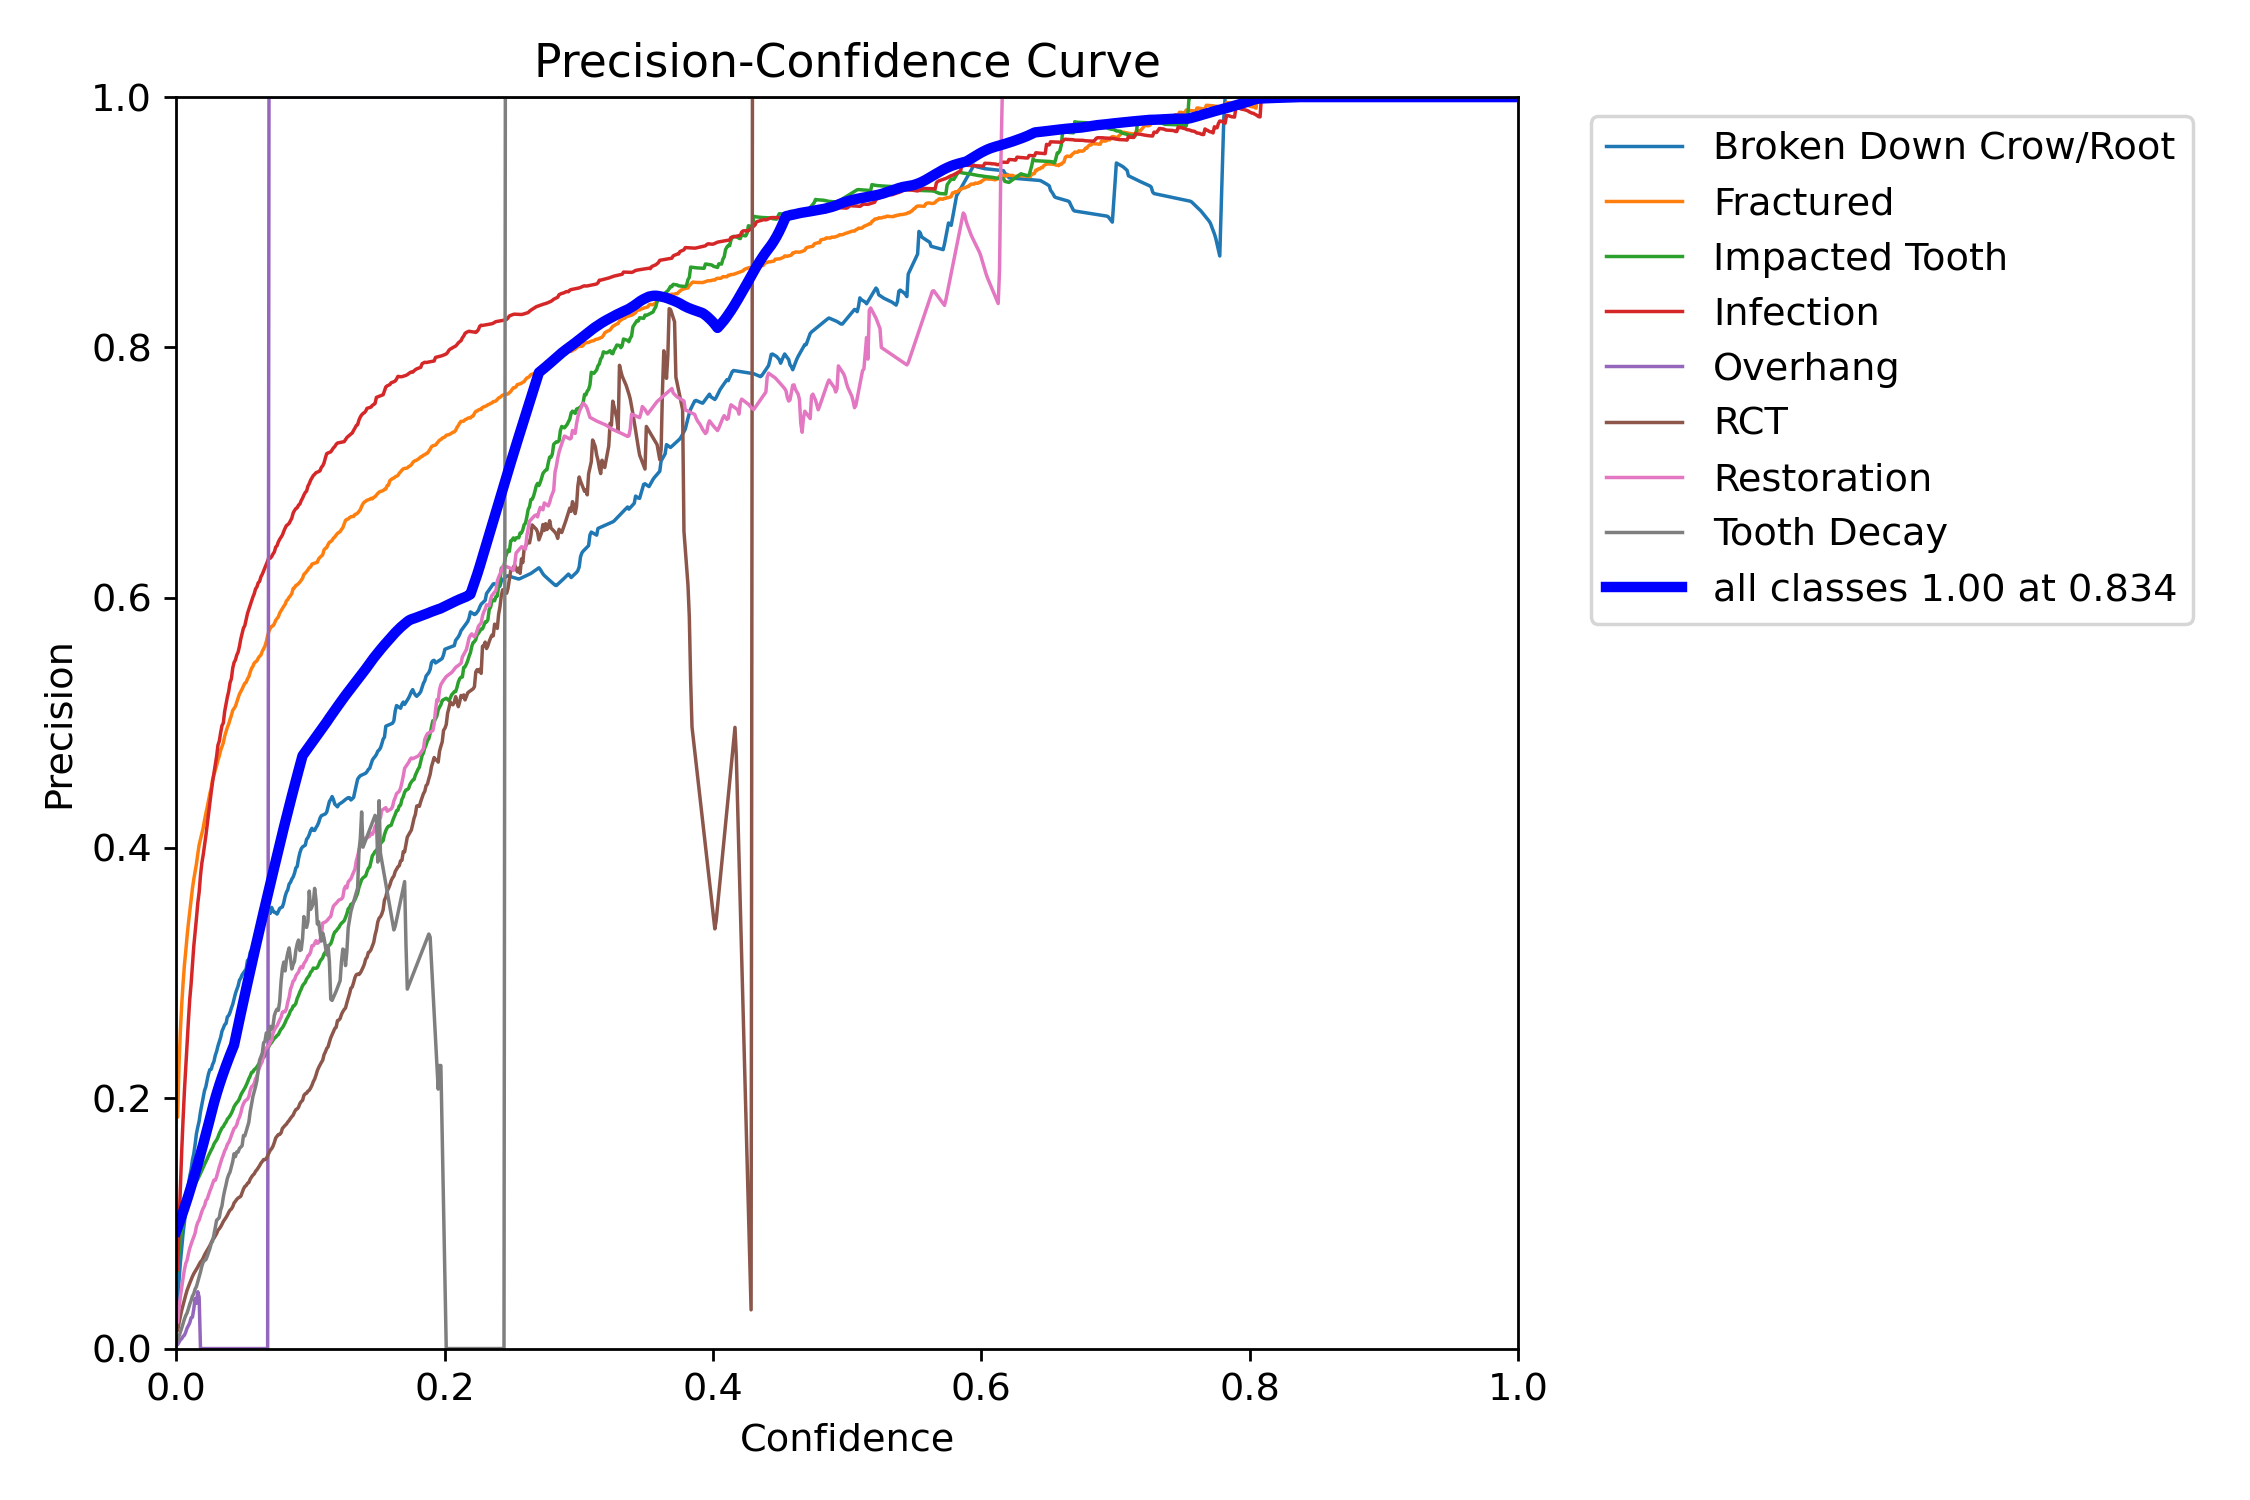 Precision-Confidence Curve
1.0
0.8
0.6
0.4
0.2
0.0
Precision
0.0 0.2 0.4 0.6 0.8 1.0
Confidence
Broken Down Crow/Root
Fractured
Impacted Tooth
Infection
Overhang
RCT
Restoration
Tooth Decay
all classes 1.00 at 0.834